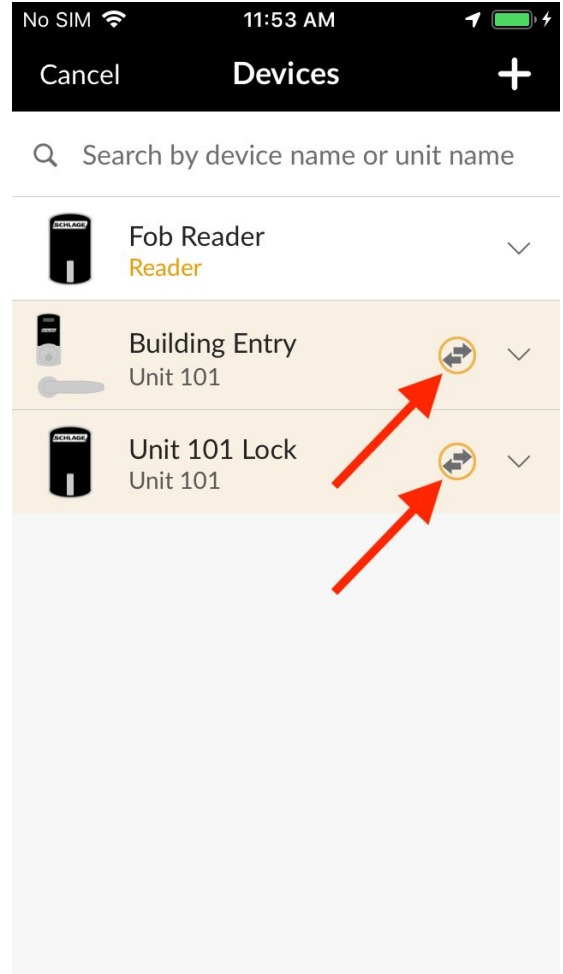 No SIM 11:53 AM
Cancel Devices
Search by device name or unit name
SCHLAGE
Fob Reader
Reader
Building Entry
Unit 101
SCHLAGE
Unit 101 Lock
Unit 101